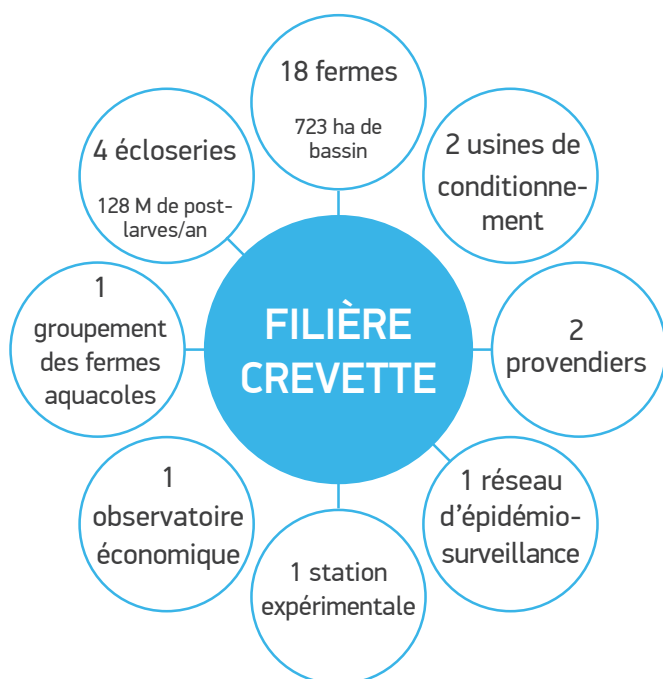 18 fermes
723 ha de
bassin
2 usines de
conditionne-
ment
2
provendiers
1 réseau
d'épidémio-
surveillance
1 station
expérimentale
1
observatoire
économique
1
groupement
des fermes
aquacoles
4 écloseries
128 M de post-
larves/an
FILIÈRE
CREVETTE